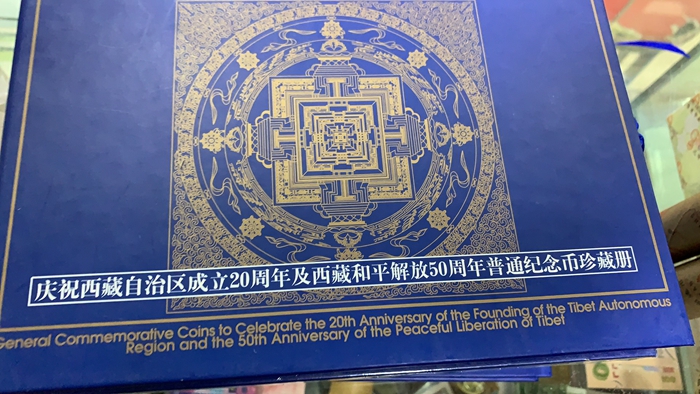 庆祝西藏自治区成立20周年及西藏和平解放50周年普通纪念币珍藏册
General Commemorative Coins to Celebrate the 20th Anniversary of the Founding of the Tibet Autonomous
Region and the 50th Anniversary of the Peaceful Liberation of Tibet